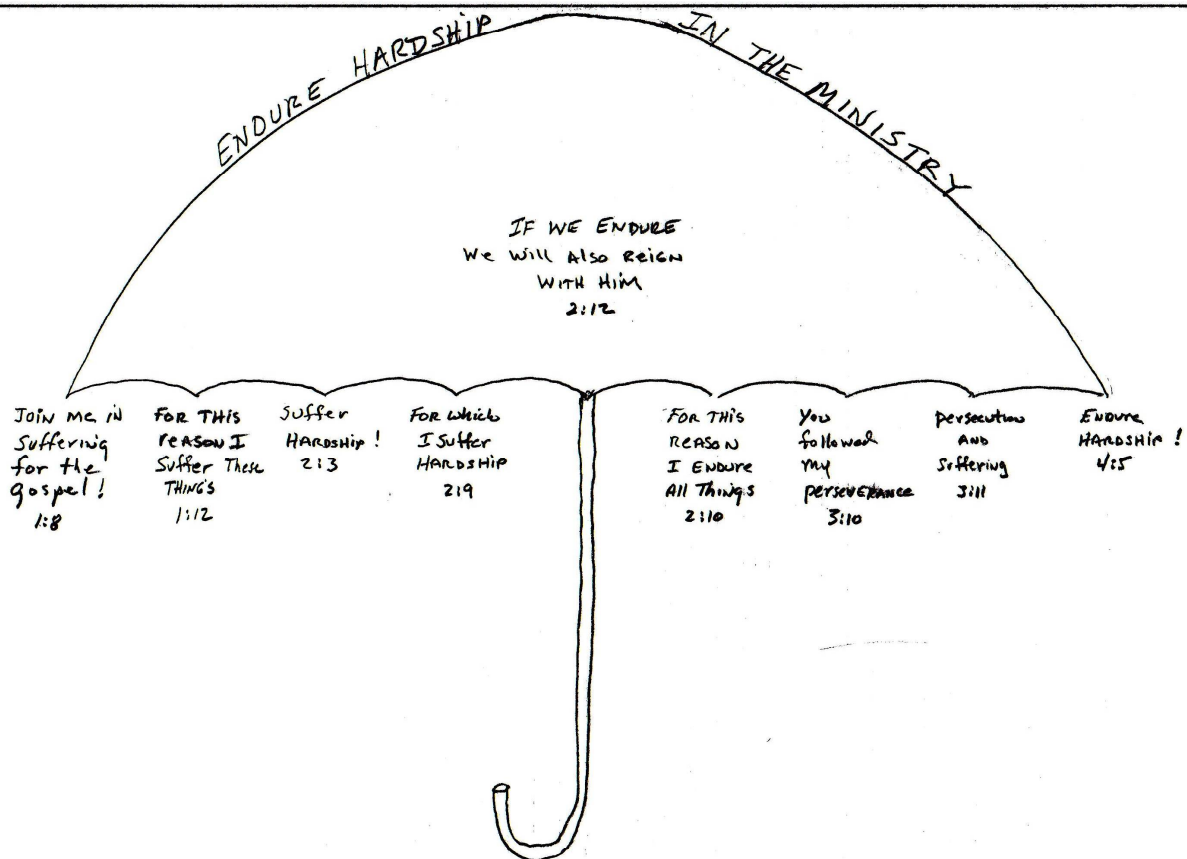 ENDURE HARDSHIP IN THE MINISTRY
IF WE ENDURE
We Will Also Reign
WITH HIM
2:12
JOIN me in
Suffering
for the
gospel!
1:8
FOR THIS
reason I
Suffer These
THING'S
1:12
Suffer
HARDSHIP!
2:3
FOR which
I Suffer
HARDSHIP
2:9
FOR THIS
REASON
I ENDURE
All Things
2:10
You
followed
my
perseverance
3:10
persecution
AND
Suffering
3:11
Endure
HARDSHIP!
4:5